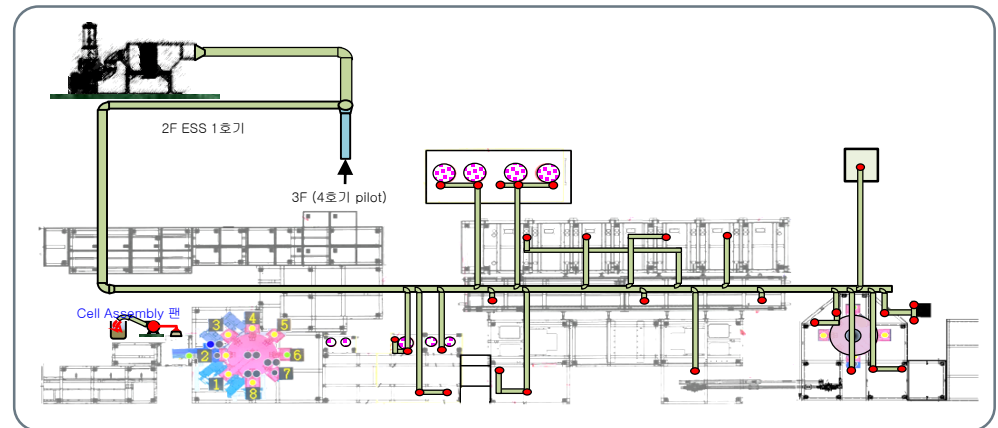 2F ESS 1호기
3F (4호기 pilot)
Cell Assembly 팬
3
4
5
2
6
1
7
8